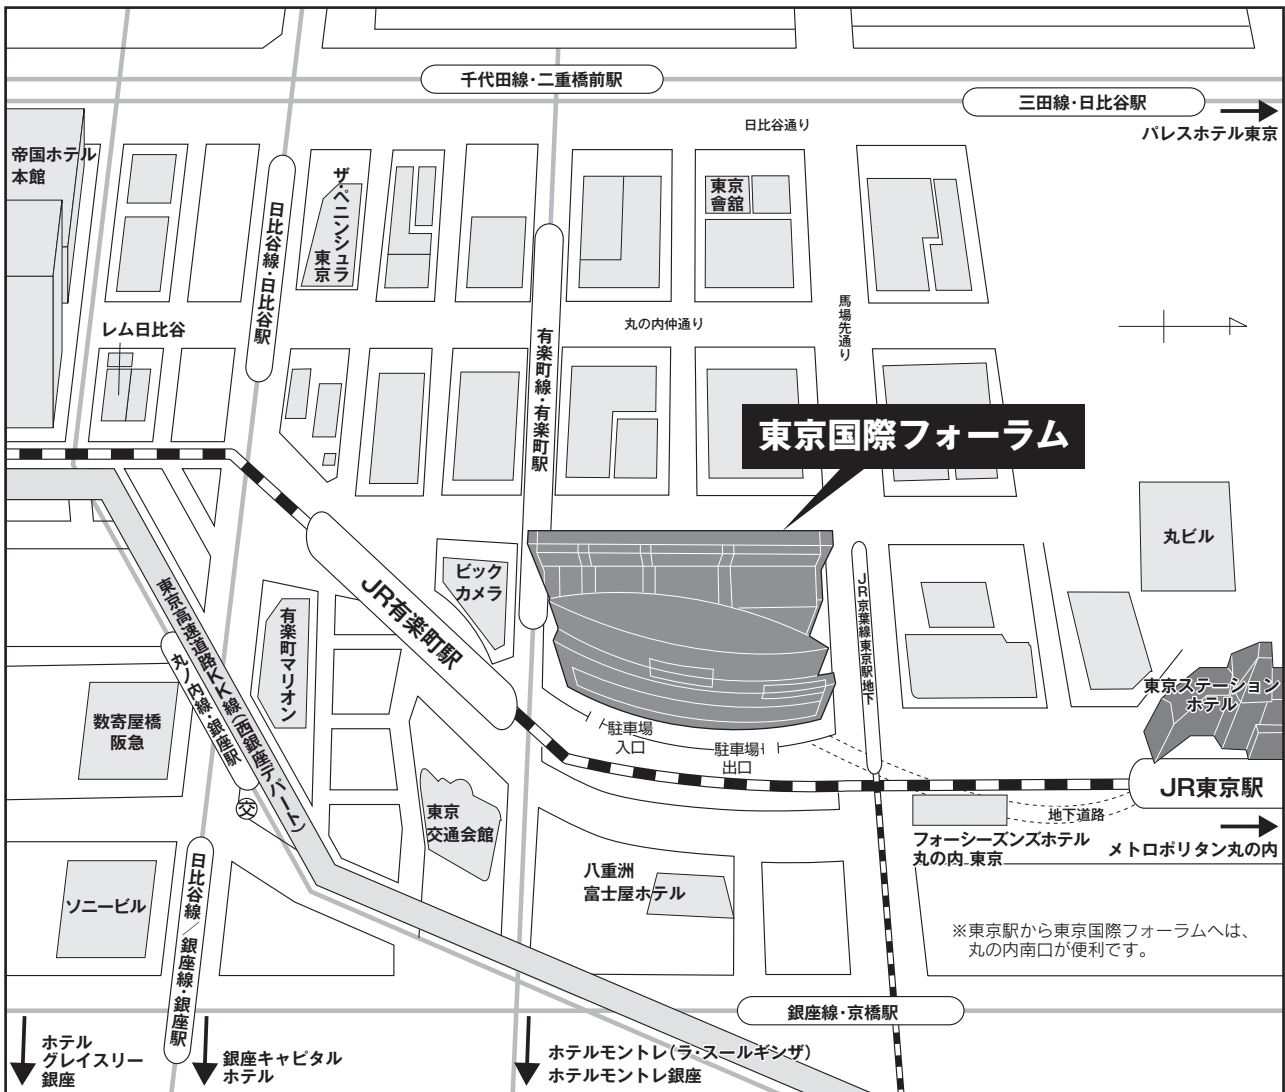 千代田線・二重橋前駅
三田線・日比谷駅
日比谷通り
パレスホテル東京
帝国ホテル
本館
日比谷線・日比谷駅
ザ・ペニンシュラ
東京
東京
會舘
レム日比谷
有楽町線・有楽町駅
丸の内仲通り
馬場先通り
東京国際フォーラム
丸ビル
ビック
カメラ
JR有楽町駅
JR京葉線東京駅地下
東京高速道路KK線(西銀座デパート)
丸ノ内線・銀座駅
有楽町マリオン
数寄屋橋
阪急
東京ステーション
ホテル
駐車場
入口
駐車場
出口
JR東京駅
地下道路
交
東京
交通会館
フォーシーズンズホテル
丸の内 東京
メトロポリタン丸の内
八重洲
富士屋ホテル
ソニービル
日比谷線/銀座線・銀座駅
※東京駅から東京国際フォーラムへは、
丸の内南口が便利です。
銀座線・京橋駅
ホテル
グレイスリー
銀座
銀座キャピタル
ホテル
ホテルモントレ(ラ・スールギンザ)
ホテルモントレ銀座